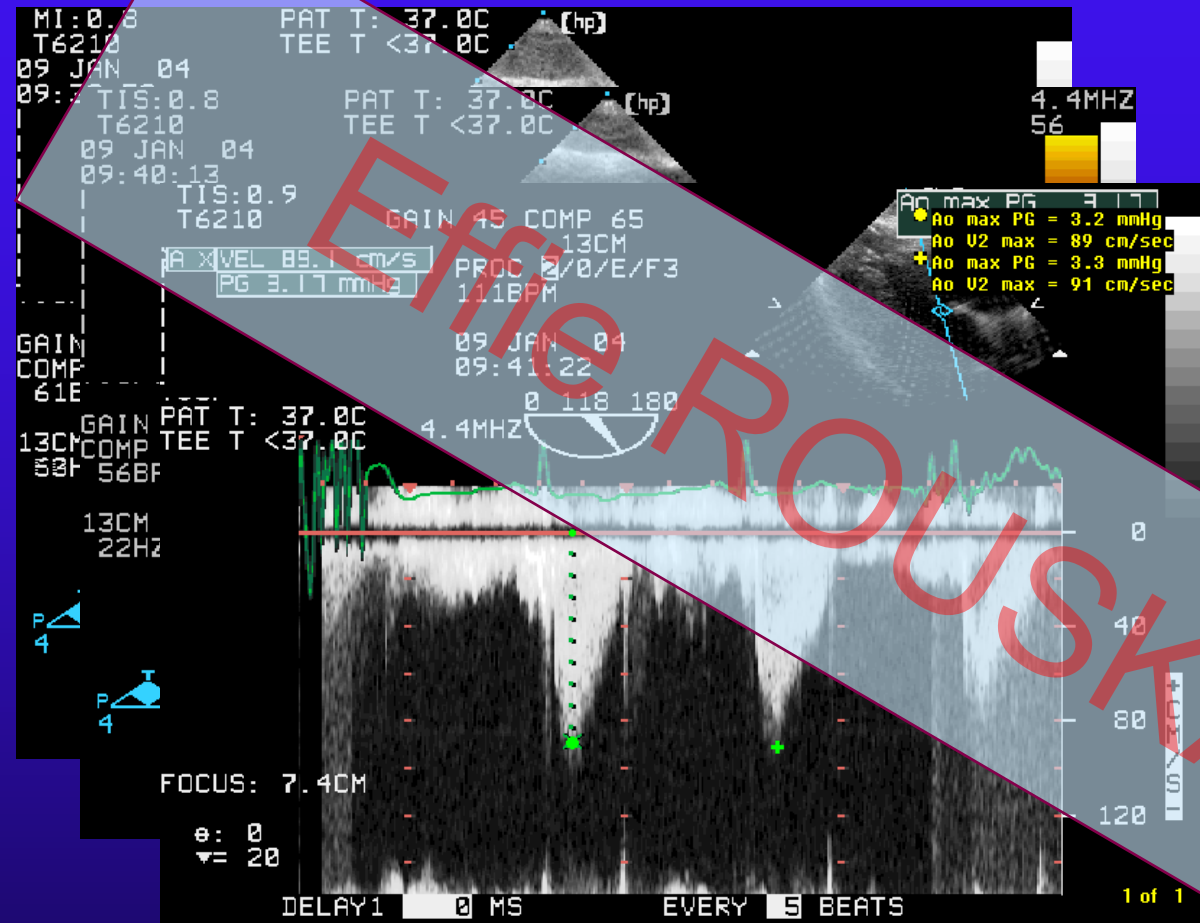 MI:0.8
T6210
09 JAN 04
PAT T: 37.0C
TEE T <37.0C
[hp]
TIS:0.8
T6210
09 JAN 04
09:40:13
PAT T: 37.0C
TEE T <37.0C
[hp]
4.4MHZ
56
TIS:0.9
T6210
GAIN 45 COMP 65
13CM
PROC 2/0/E/F3
111BPM
A X VEL 89.1 cm/s
PG 3.17 mmHg
Ao max PG 3.17
Ao max PG = 3.2 mmHg
Ao V2 max = 89 cm/sec
Ao max PG = 3.3 mmHg
Ao V2 max = 91 cm/sec
09 JAN 04
09:41:22
0 118 180
4.4MHZ
GAIN
COMP
13CM
GAIN
COMP
13CM
22HZ
PAT T: 37.0C
TEE T <37.0C
Effie ROUSK
P
4
T
P
4
0
40
80
120
+CM/S-
FOCUS: 7.4CM
0
= 20
DELAY1 0 MS
EVERY 5 BEATS
1 of 1